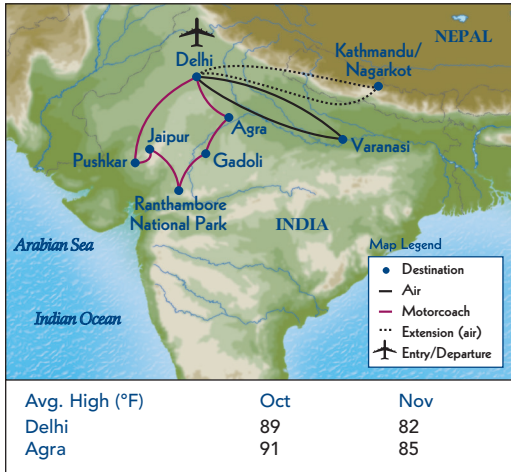 NEPAL
Delhi
Kathmandu/
Nagarkot
Agra
Varanasi
Jaipur
Pushkar
Gadoli
Ranthambore
National Park
INDIA
Arabian Sea
Indian Ocean
Map Legend
Destination
Air
Motorcoach
Extension (air)
Entry/Departure
Avg. High (°F) Oct Nov
Delhi 89 82
Agra 91 85